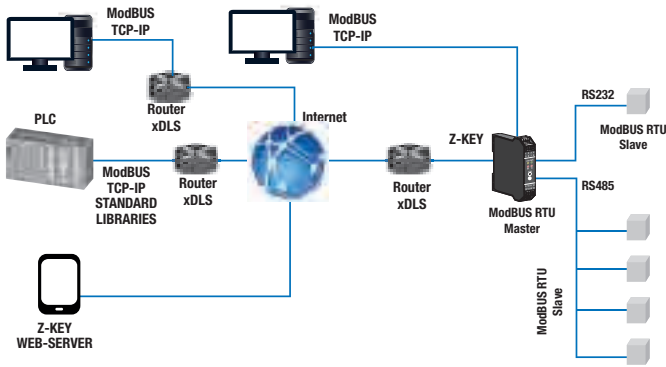 ModBUS
TCP-IP
ModBUS
TCP-IP
Router
xDLS
Internet
RS232
PLC
Z-KEY
ModBUS RTU
Slave
ModBUS
TCP-IP
STANDARD
LIBRARIES
Router
xDLS
Router
xDLS
RS485
ModBUS RTU
Master
ModBUS RTU
Slave
Z-KEY
WEB-SERVER